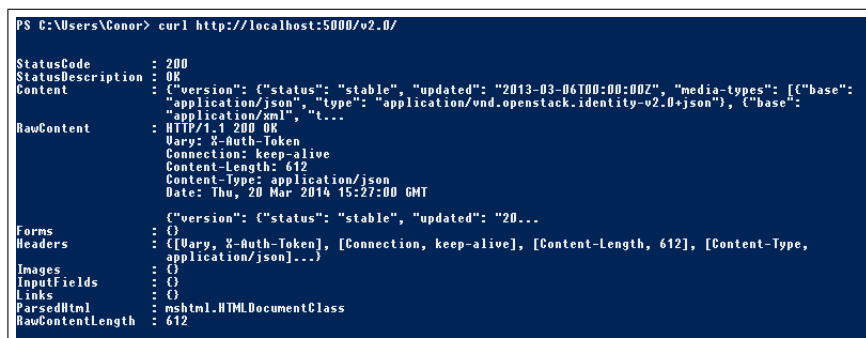 PS C:\Users\Conor> curl http://localhost:5000/v2.0/
StatusCode : 200
StatusDescription : OK
Content : {"version": {"status": "stable", "updated": "2013-03-06T00:00:00Z", "media-types": [{"base":
"application/json", "type": "application/vnd.openstack.identity-v2.0+json"}, {"base":
"application/xml", "t...
RawContent : HTTP/1.1 200 OK
Vary: X-Auth-Token
Connection: keep-alive
Content-Length: 612
Content-Type: application/json
Date: Thu, 20 Mar 2014 15:27:00 GMT
{"version": {"status": "stable", "updated": "20...
Forms : {}
Headers : {[Vary, X-Auth-Token], [Connection, keep-alive], [Content-Length, 612], [Content-Type,
application/json]...}
Images : {}
InputFields : {}
Links : {}
ParsedHtml : mshtml.HTMLDocumentClass
RawContentLength : 612